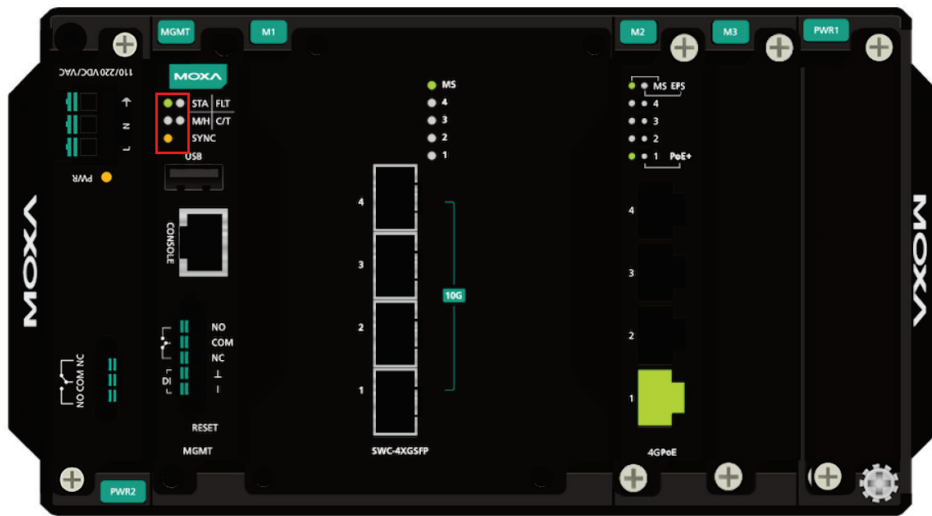 MGMT
M1
M2
M3
PWR1
110/220 VDC/VAC
N
L
PWR
MOXA
STA FLT
M/H C/T
SYNC
USB
CONSOLE
NO
COM
NC
DI
RESET
MGMT
NO COM NC
PWR2
MOXA
MS
4
3
2
1
4
3
2
1
10G
SWC-4XGSFP
MS EPS
4
3
2
1 PoE+
4
3
2
1
4GPoE
MOXA